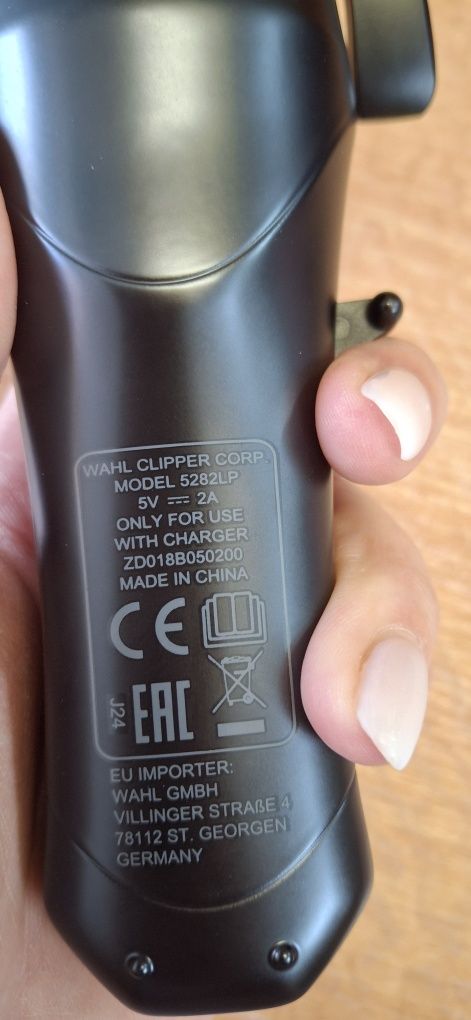 WAHL CLIPPER CORP.
MODEL 5282LP
5V ⎓ 2A
ONLY FOR USE
WITH CHARGER
ZD018B050200
MADE IN CHINA
CE
J24
EAC
EU IMPORTER:
WAHL GMBH
VILLINGER STRAßE 4
78112 ST. GEORGEN
GERMANY